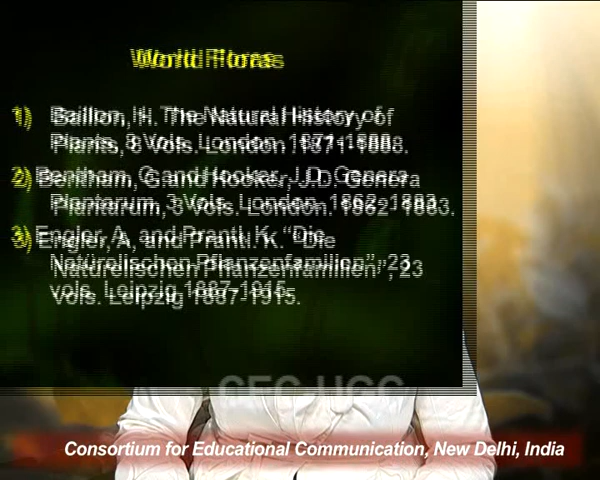 World Floras
1) Baillon, H. The Natural History of
Plants, 8 Vols. London. 1871-1888.
2) Bentham, G. and Hooker, J.D. Genera
Plantarum, 3 Vols. London. 1862-1883.
3) Engler, A, and Prantl. K. “Die
Natürelischen Pflanzenfamilien”, 23
vols. Leipzig 1887-1915.
CEC-UGC
Consortium for Educational Communication, New Delhi, India